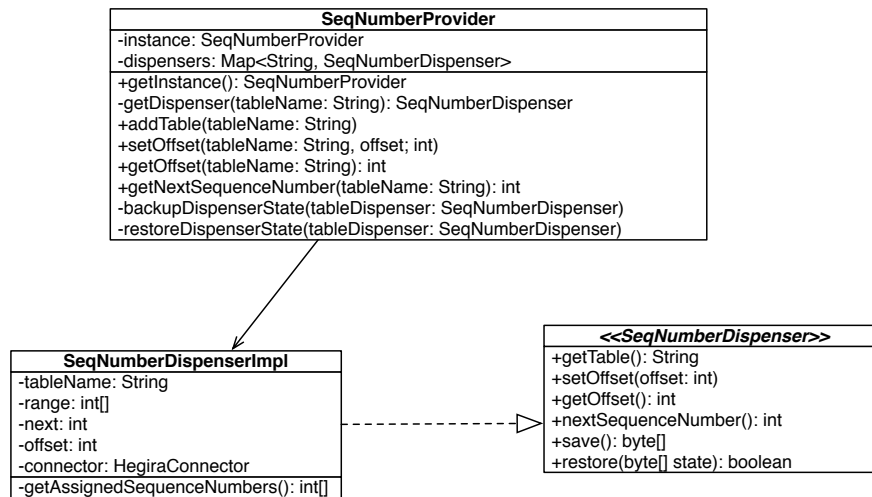 SeqNumberProvider
-instance: SeqNumberProvider
-dispensers: Map<String, SeqNumberDispenser>
+getInstance(): SeqNumberProvider
-getDispenser(tableName: String): SeqNumberDispenser
+addTable(tableName: String)
+setOffset(tableName: String, offset; int)
+getOffset(tableName: String): int
+getNextSequenceNumber(tableName: String): int
-backupDispenserState(tableDispenser: SeqNumberDispenser)
-restoreDispenserState(tableDispenser: SeqNumberDispenser)
SeqNumberDispenserImpl
-tableName: String
-range: int[]
-next: int
-offset: int
-connector: HegiraConnector
-getAssignedSequenceNumbers(): int[]
<<SeqNumberDispenser>>
+getTable(): String
+setOffset(offset: int)
+getOffset(): int
+nextSequenceNumber(): int
+save(): byte[]
+restore(byte[] state): boolean